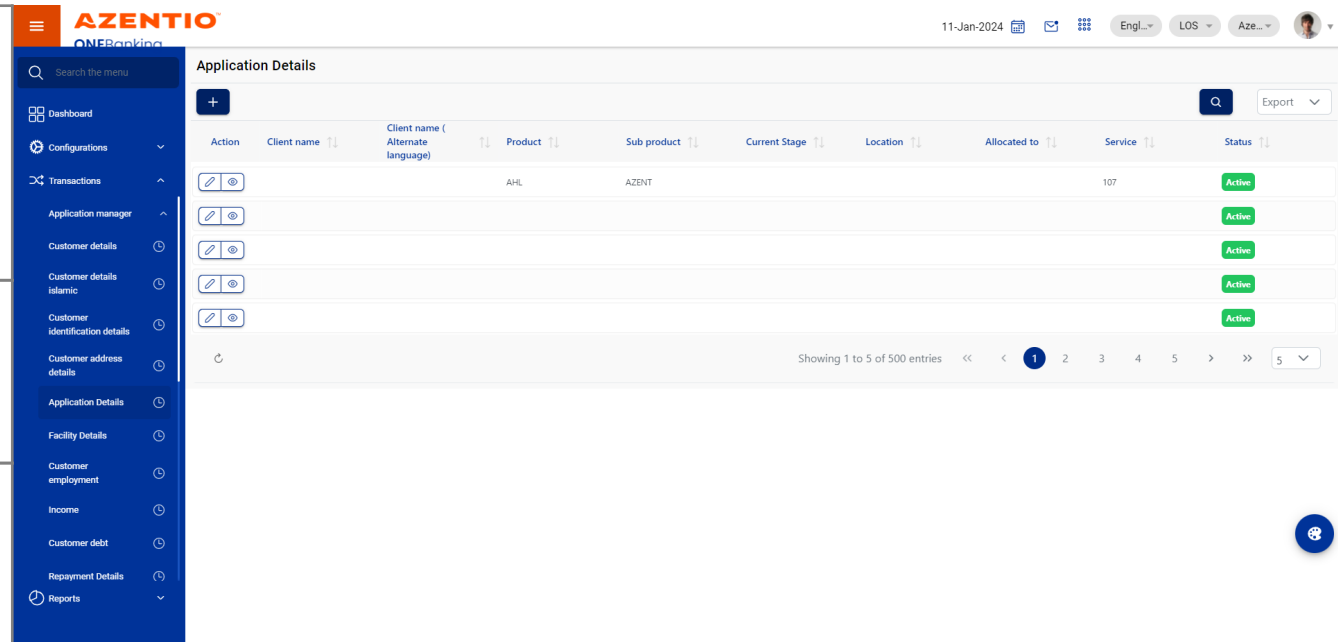 AZENTIO
ONEBanking
11-Jan-2024
Engl...
LOS
Aze...
Search the menu
Dashboard
Configurations
Transactions
Application manager
Customer details
Customer details
islamic
Customer
identification details
Customer address
details
Application Details
Facility Details
Customer
employment
Income
Customer debt
Repayment Details
Reports
Application Details
+
Export
Action
Client name
Client name (
Alternate
language)
Product
Sub product
Current Stage
Location
Allocated to
Service
Status
AHL AZENT 107 Active
Active
Active
Active
Active
Showing 1 to 5 of 500 entries « < 1 2 3 4 5 > » 5